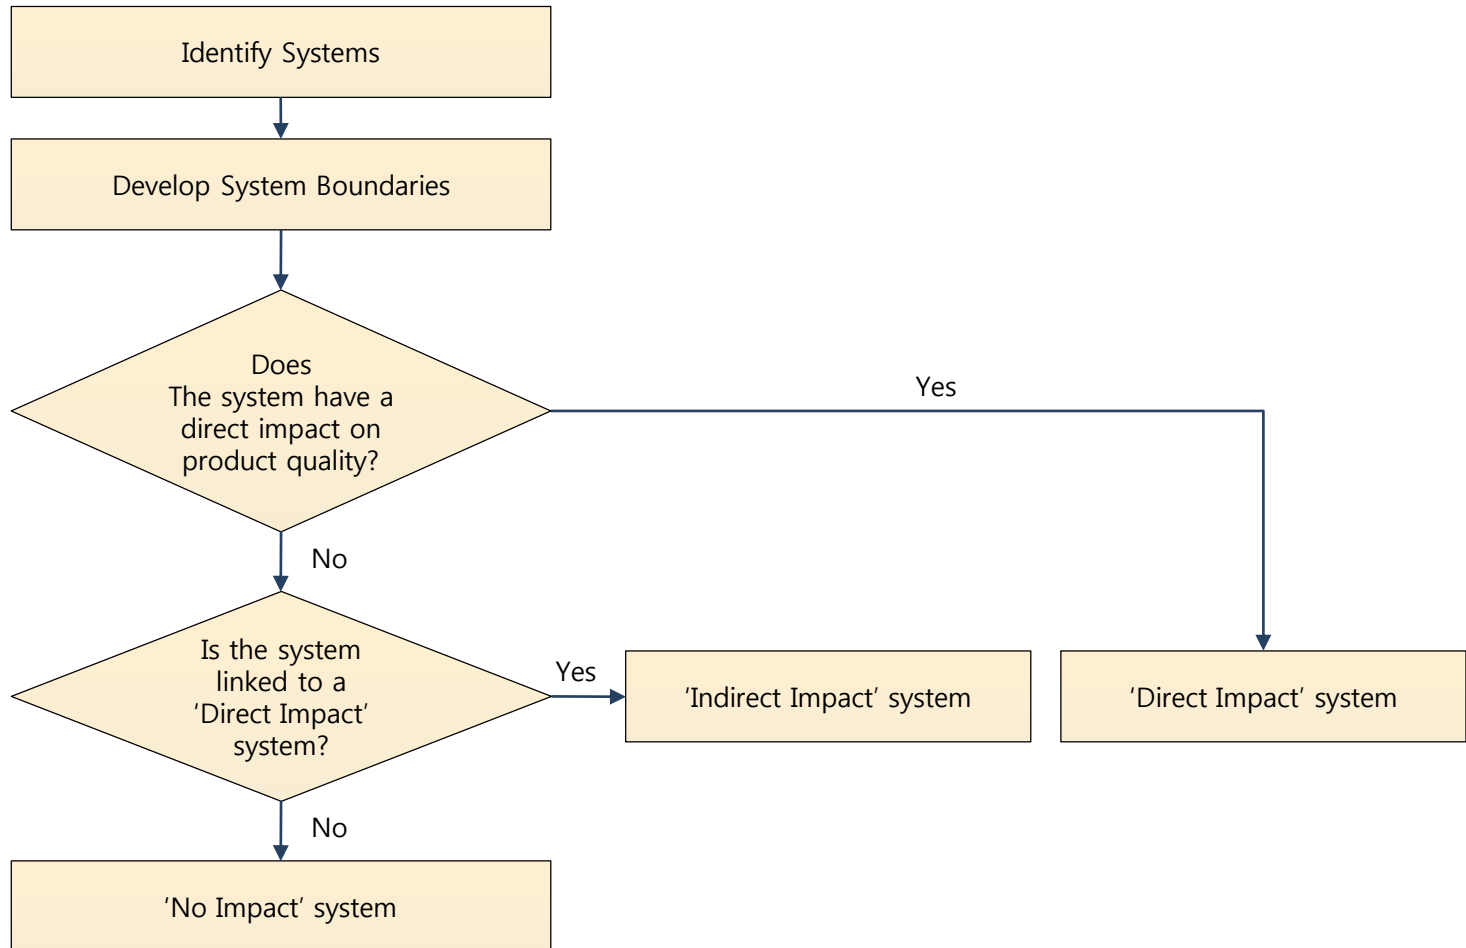 Identify Systems
Develop System Boundaries
Does
The system have a
direct impact on
product quality?
Yes
No
Is the system
linked to a
‘Direct Impact’
system?
Yes
‘Indirect Impact’ system
‘Direct Impact’ system
No
‘No Impact’ system